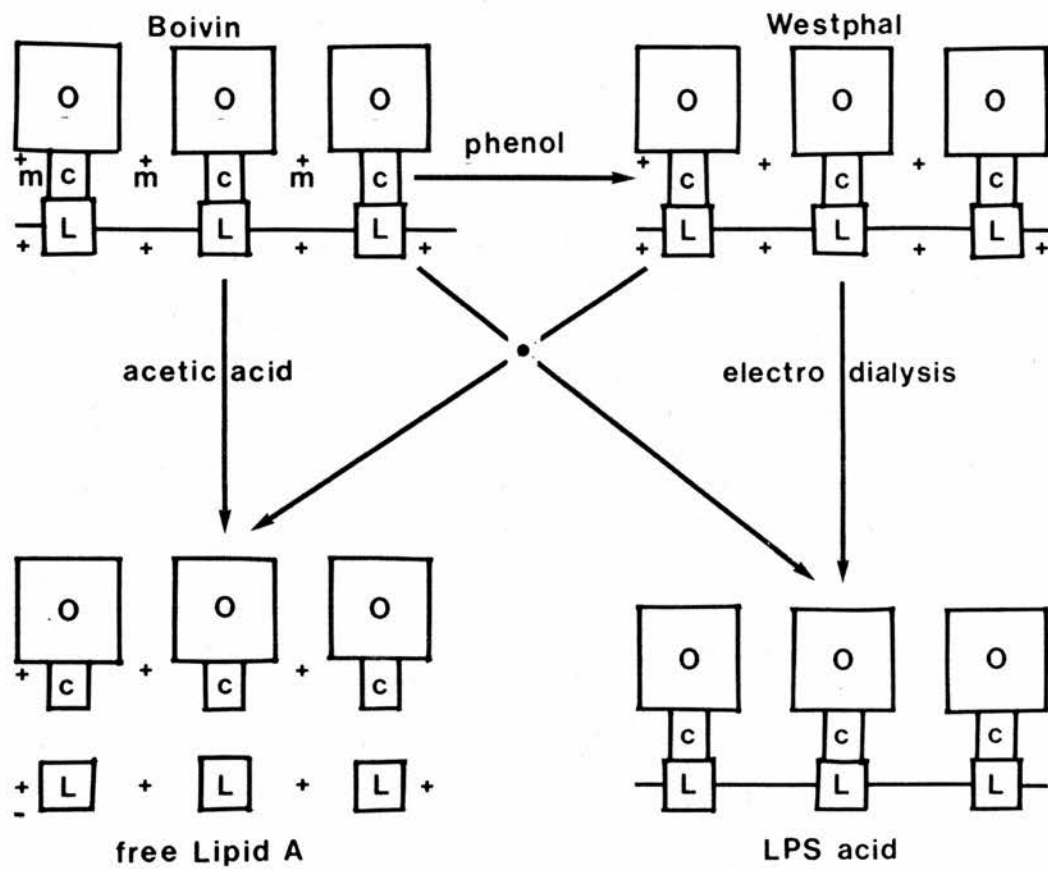 Boivin
Westphal
O O O
O O O
phenol
+ + +
m c m c m c
+ + +
c c c
L L L
+ + + +
L L L
+ + + +
acetic acid
electro dialysis
O O O
+ + +
c c c
O O O
c c c
+ L + L + L +
-
L L L
free Lipid A
LPS acid